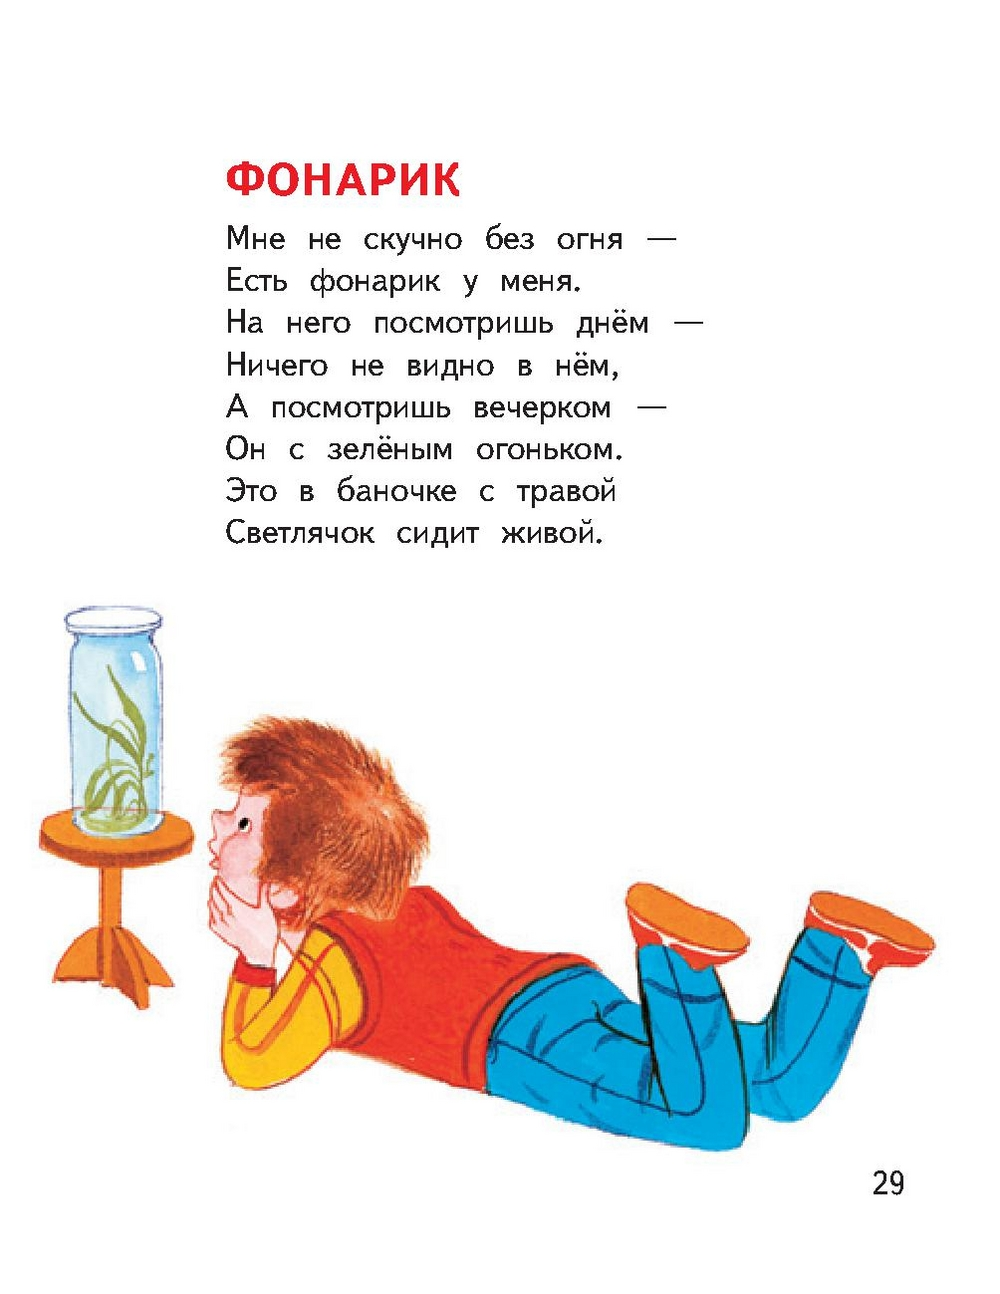 ФОНАРИК
Мне не скучно без огня —
Есть фонарик у меня.
На него посмотришь днём —
Ничего не видно в нём,
А посмотришь вечерком —
Он с зелёным огоньком.
Это в баночке с травой
Светлячок сидит живой.
29